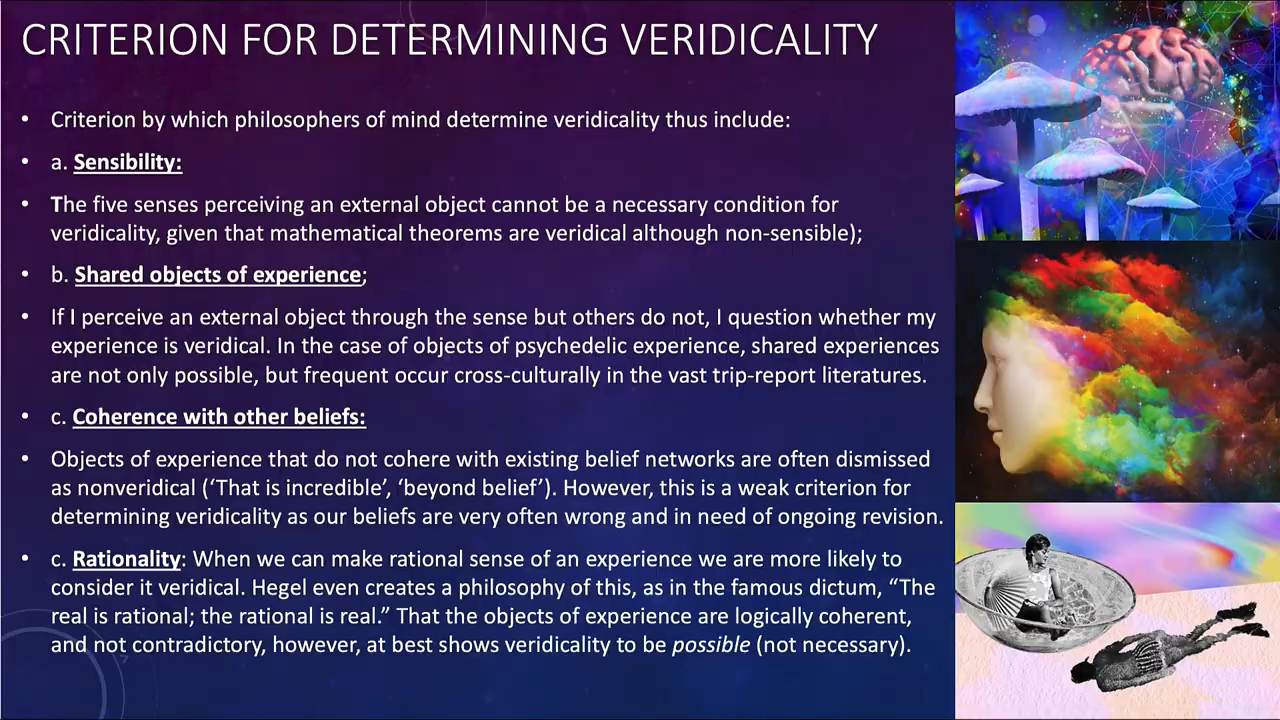 CRITERION FOR DETERMINING VERIDICALITY
• Criterion by which philosophers of mind determine veridicality thus include:
• a. Sensibility:
• The five senses perceiving an external object cannot be a necessary condition for
veridicality, given that mathematical theorems are veridical although non-sensible);
• b. Shared objects of experience;
• If I perceive an external object through the sense but others do not, I question whether my
experience is veridical. In the case of objects of psychedelic experience, shared experiences
are not only possible, but frequent occur cross-culturally in the vast trip-report literatures.
• c. Coherence with other beliefs:
• Objects of experience that do not cohere with existing belief networks are often dismissed
as nonveridical (‘That is incredible’, ‘beyond belief’). However, this is a weak criterion for
determining veridicality as our beliefs are very often wrong and in need of ongoing revision.
• c. Rationality: When we can make rational sense of an experience we are more likely to
consider it veridical. Hegel even creates a philosophy of this, as in the famous dictum, “The
real is rational; the rational is real.” That the objects of experience are logically coherent,
and not contradictory, however, at best shows veridicality to be possible (not necessary).